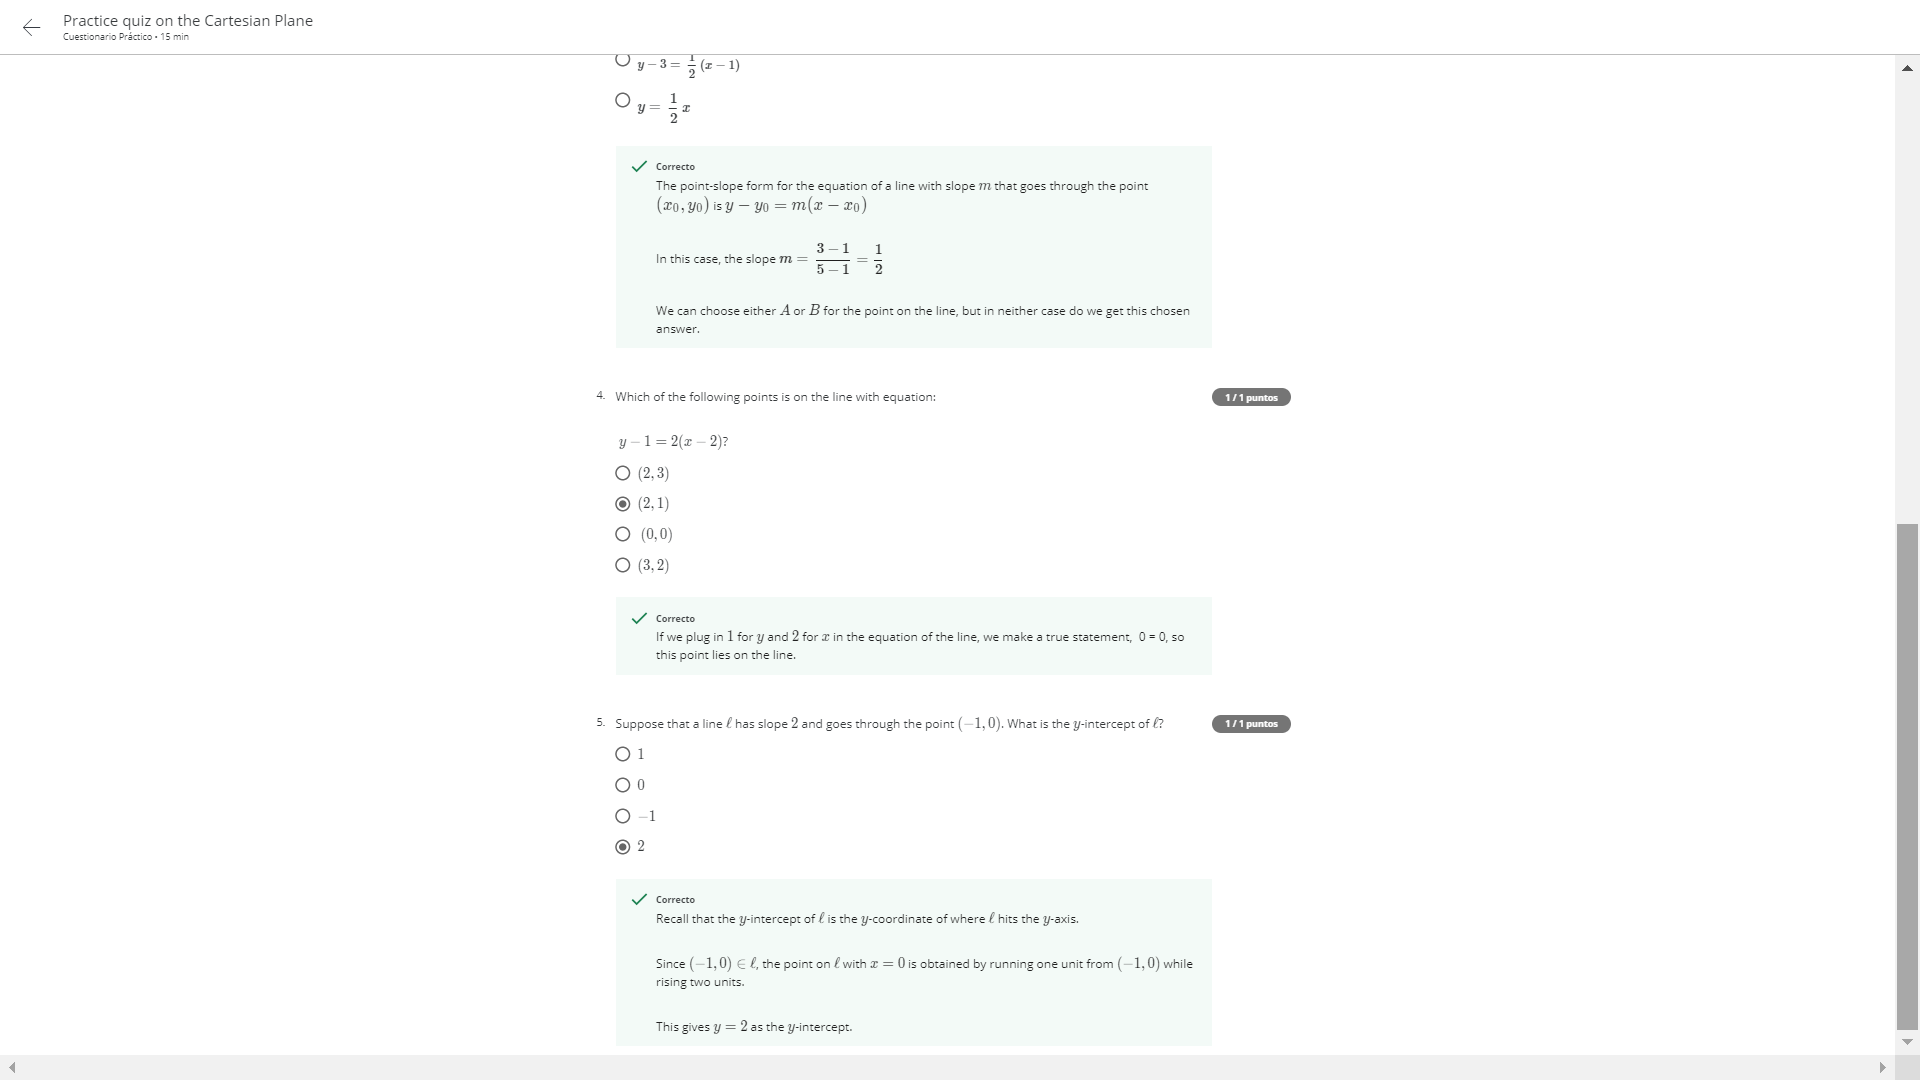 Practice quiz on the Cartesian Plane
Cuestionario Práctico • 15 min
y − 3 = 1/2 (x − 1)
y = 1/2 x
Correcto
The point-slope form for the equation of a line with slope m that goes through the point
(x₀, y₀) is y − y₀ = m(x − x₀)
In this case, the slope m = (3 − 1)/(5 − 1) = 1/2
We can choose either A or B for the point on the line, but in neither case do we get this chosen
answer.
4. Which of the following points is on the line with equation:
1 / 1 puntos
y − 1 = 2(x − 2)?
(2, 3)
(2, 1)
(0, 0)
(3, 2)
Correcto
If we plug in 1 for y and 2 for x in the equation of the line, we make a true statement, 0 = 0, so
this point lies on the line.
5. Suppose that a line ℓ has slope 2 and goes through the point (−1, 0). What is the y-intercept of ℓ?
1 / 1 puntos
1
0
−1
2
Correcto
Recall that the y-intercept of ℓ is the y-coordinate of where ℓ hits the y-axis.
Since (−1, 0) ∈ ℓ, the point on ℓ with x = 0 is obtained by running one unit from (−1, 0) while
rising two units.
This gives y = 2 as the y-intercept.